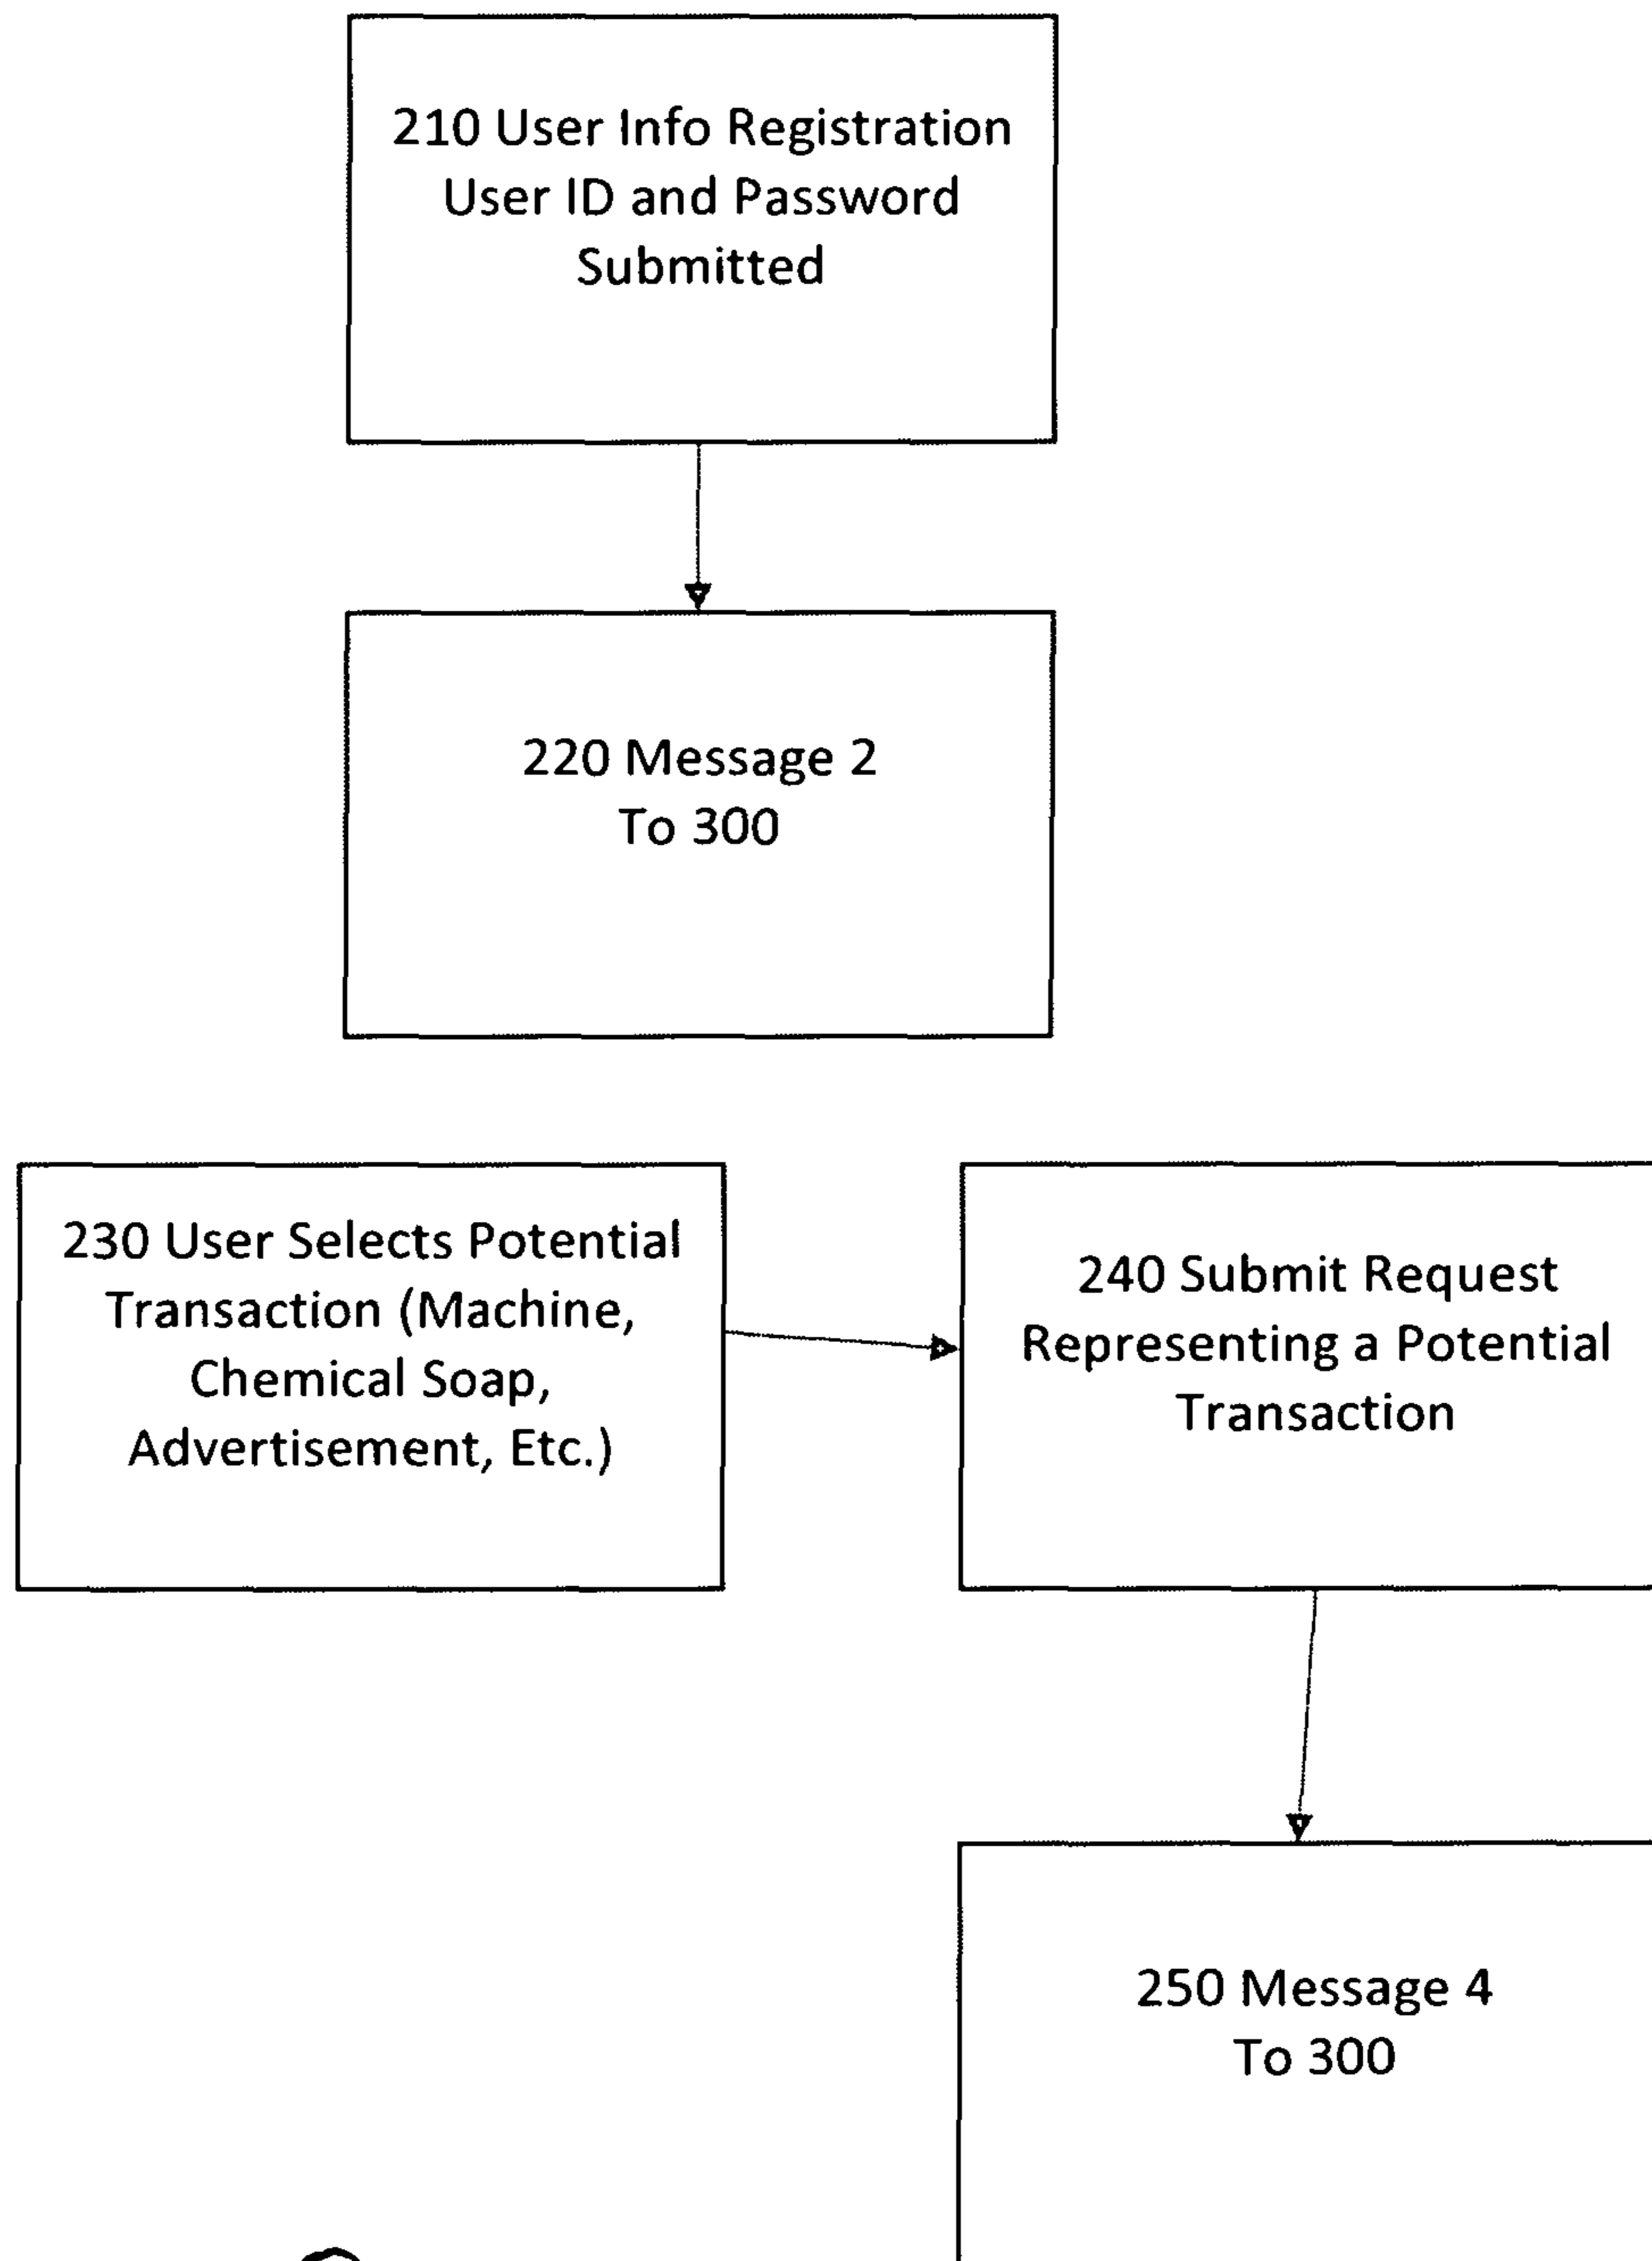 210 User Info Registration
User ID and Password
Submitted
220 Message 2
To 300
230 User Selects Potential
Transaction (Machine,
Chemical Soap,
Advertisement, Etc.)
240 Submit Request
Representing a Potential
Transaction
250 Message 4
To 300